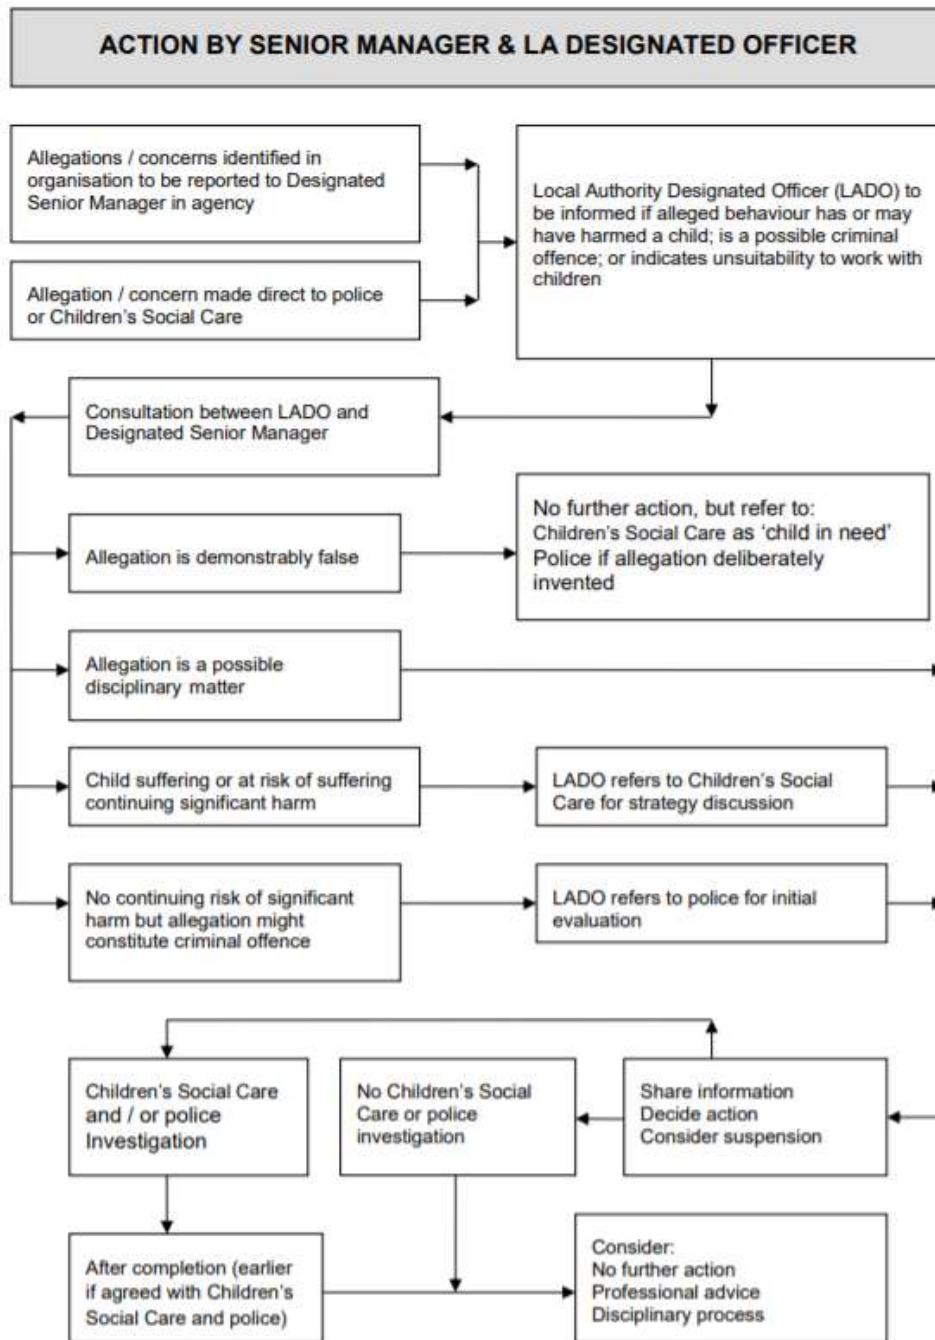 ACTION BY SENIOR MANAGER & LA DESIGNATED OFFICER
Allegations / concerns identified in
organisation to be reported to Designated
Senior Manager in agency
Local Authority Designated Officer (LADO) to
be informed if alleged behaviour has or may
have harmed a child; is a possible criminal
offence; or indicates unsuitability to work with
children
Allegation / concern made direct to police
or Children's Social Care
Consultation between LADO and
Designated Senior Manager
Allegation is demonstrably false
No further action, but refer to:
Children's Social Care as ‘child in need’
Police if allegation deliberately
invented
Allegation is a possible
disciplinary matter
Child suffering or at risk of suffering
continuing significant harm
LADO refers to Children's Social
Care for strategy discussion
No continuing risk of significant
harm but allegation might
constitute criminal offence
LADO refers to police for initial
evaluation
Children's Social Care
and / or police
Investigation
No Children's Social
Care or police
investigation
Share information
Decide action
Consider suspension
After completion (earlier
if agreed with Children's
Social Care and police)
Consider:
No further action
Professional advice
Disciplinary process